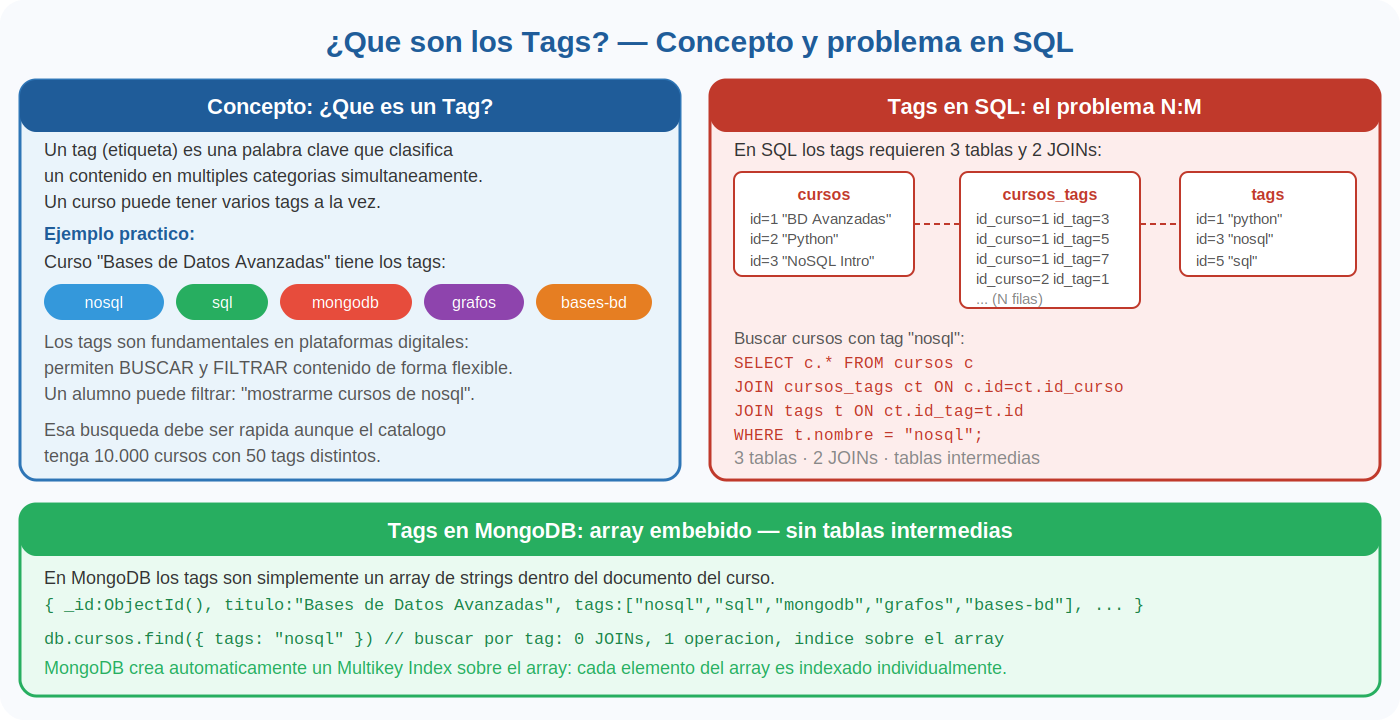 ¿Que son los Tags? — Concepto y problema en SQL
Concepto: ¿Que es un Tag?
Un tag (etiqueta) es una palabra clave que clasifica
un contenido en multiples categorias simultaneamente.
Un curso puede tener varios tags a la vez.
Ejemplo practico:
Curso "Bases de Datos Avanzadas" tiene los tags:
nosql sql mongodb grafos bases-bd
Los tags son fundamentales en plataformas digitales:
permiten BUSCAR y FILTRAR contenido de forma flexible.
Un alumno puede filtrar: "mostrarme cursos de nosql".
Esa busqueda debe ser rapida aunque el catalogo
tenga 10.000 cursos con 50 tags distintos.
Tags en SQL: el problema N:M
En SQL los tags requieren 3 tablas y 2 JOINs:
cursos
id=1 "BD Avanzadas"
id=2 "Python"
id=3 "NoSQL Intro"
cursos_tags
id_curso=1 id_tag=3
id_curso=1 id_tag=5
id_curso=1 id_tag=7
id_curso=2 id_tag=1
... (N filas)
tags
id=1 "python"
id=3 "nosql"
id=5 "sql"
Buscar cursos con tag "nosql":
SELECT c.* FROM cursos c
JOIN cursos_tags ct ON c.id=ct.id_curso
JOIN tags t ON ct.id_tag=t.id
WHERE t.nombre = "nosql";
3 tablas · 2 JOINs · tablas intermedias
Tags en MongoDB: array embebido — sin tablas intermedias
En MongoDB los tags son simplemente un array de strings dentro del documento del curso.
{ _id:ObjectId(), titulo:"Bases de Datos Avanzadas", tags:["nosql","sql","mongodb","grafos","bases-bd"], ... }
db.cursos.find({ tags: "nosql" }) // buscar por tag: 0 JOINs, 1 operacion, indice sobre el array
MongoDB crea automaticamente un Multikey Index sobre el array: cada elemento del array es indexado individualmente.